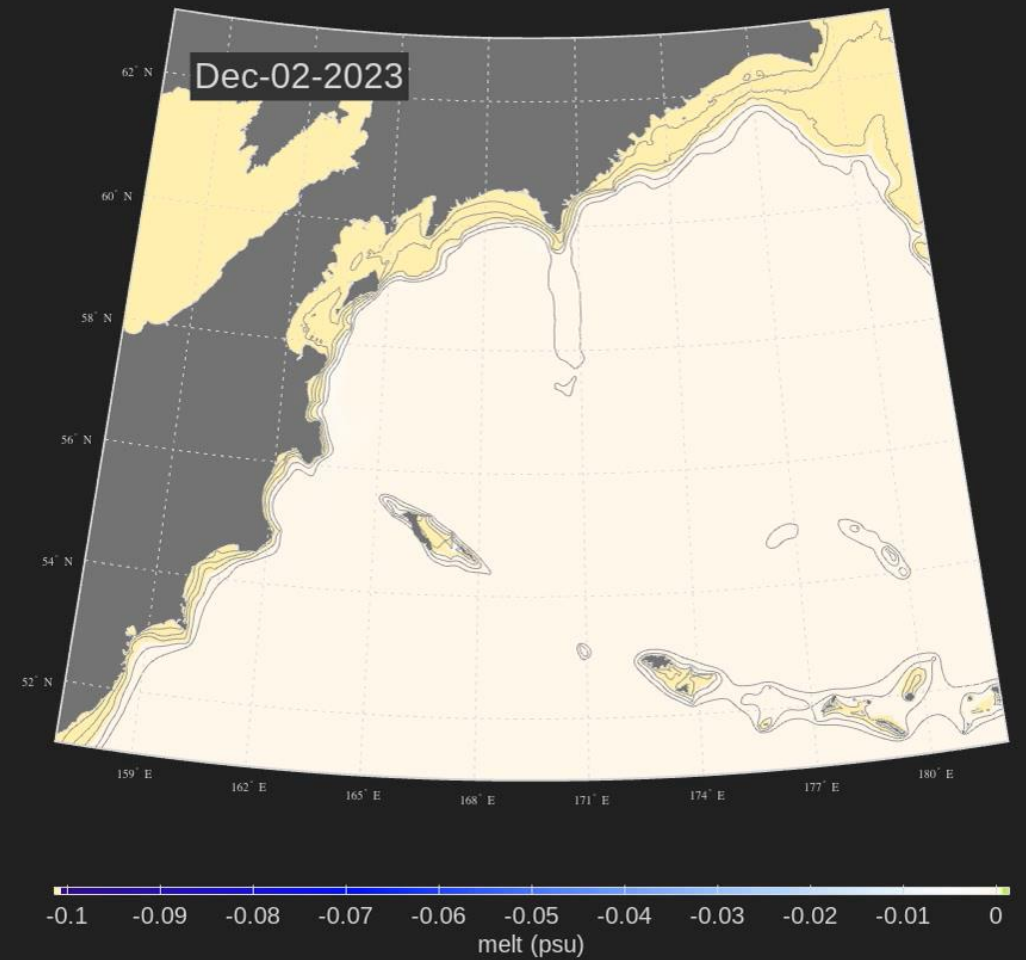 Dec-02-2023
62° N
60° N
58° N
56° N
54° N
52° N
159° E
162° E
165° E
168° E
171° E
174° E
177° E
180° E
-0.1 -0.09 -0.08 -0.07 -0.06 -0.05 -0.04 -0.03 -0.02 -0.01 0
melt (psu)